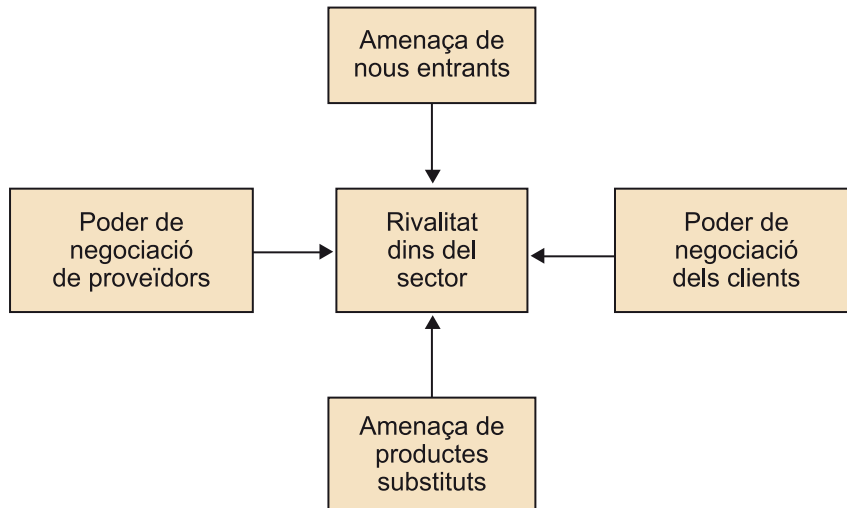 Amenaça de
nous entrants
Poder de
negociació
de proveïdors
Rivalitat
dins del
sector
Poder de
negociació
dels clients
Amenaça de
productes
substituts